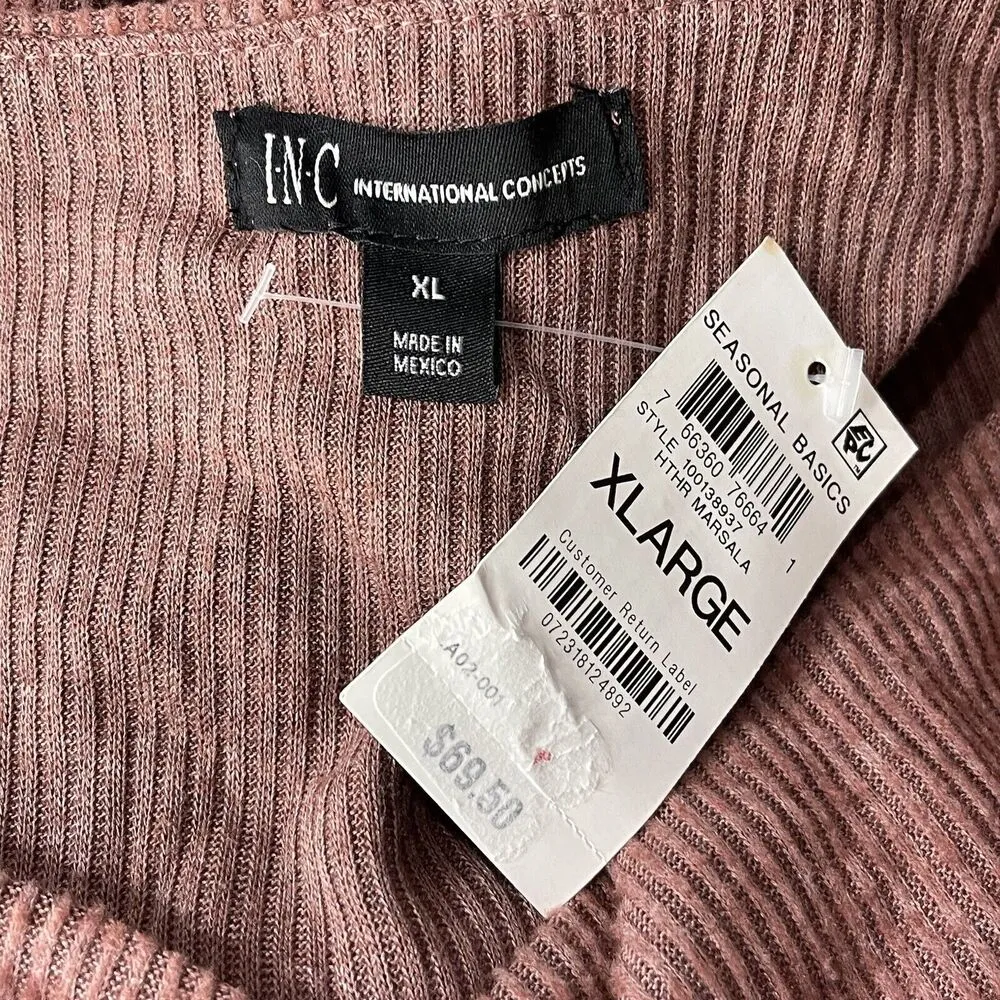 I·N·C INTERNATIONAL CONCEPTS
XL
MADE IN
MEXICO
SEASONAL BASICS
7 66360 76664 1
STYLE 100138937
HTHR MARSALA
XLARGE
Customer Return Label
072318124892
A02-001
$69.50